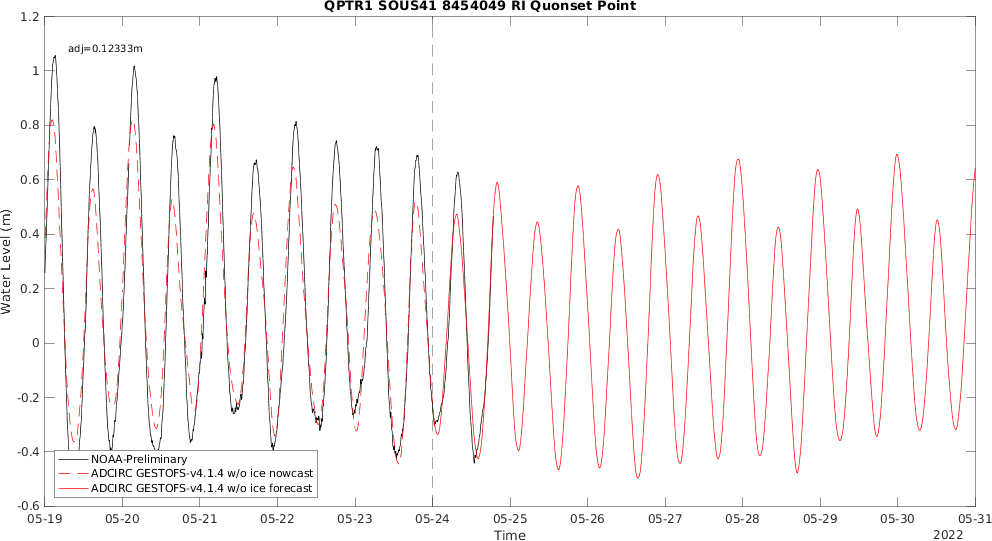 QPTR1 SOUS41 8454049 RI Quonset Point
1.2
1
0.8
0.6
0.4
0.2
0
-0.2
-0.4
-0.6
Water Level (m)
adj=0.12333m
NOAA-Preliminary
ADCIRC GESTOFS-v4.1.4 w/o ice nowcast
ADCIRC GESTOFS-v4.1.4 w/o ice forecast
05-19 05-20 05-21 05-22 05-23 05-24 05-25 05-26 05-27 05-28 05-29 05-30 05-31
Time
2022